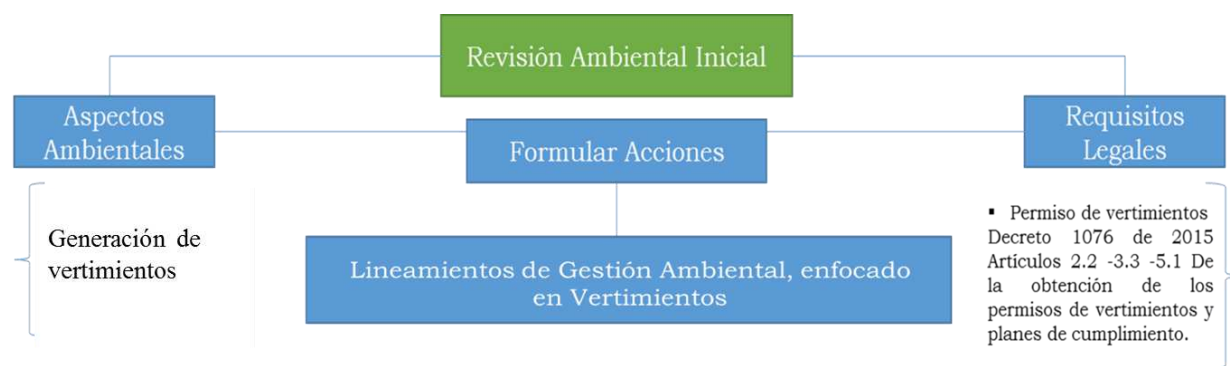 Revisión Ambiental Inicial
Aspectos
Ambientales
Formular Acciones
Requisitos
Legales
Generación de
vertimientos
Lineamientos de Gestión Ambiental, enfocado
en Vertimientos
▪ Permiso de vertimientos
Decreto 1076 de 2015
Artículos 2.2 -3.3 -5.1 De
la obtención de los
permisos de vertimientos y
planes de cumplimiento.